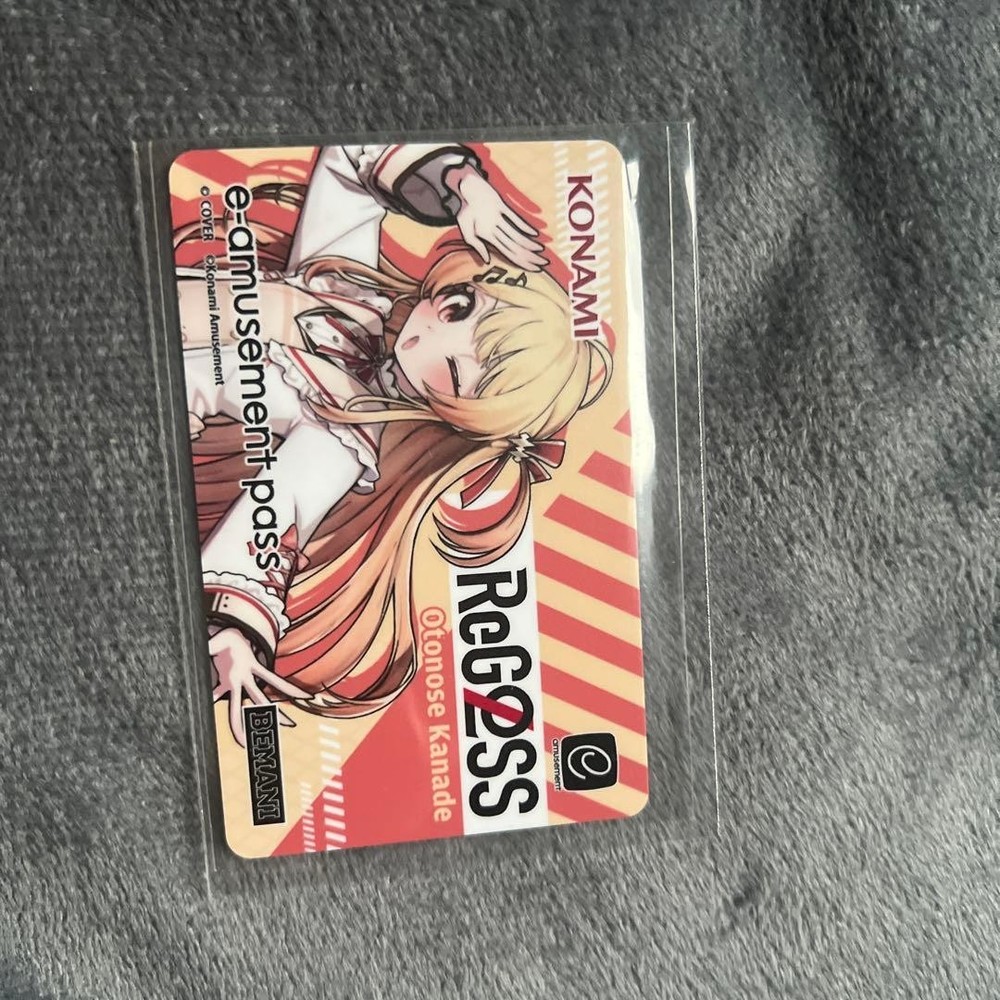 KONAMI
e
amusement
ReGLOSS
Otonose Kanade
e-amusement pass
© COVER ©Konami Amusement
BEMANI